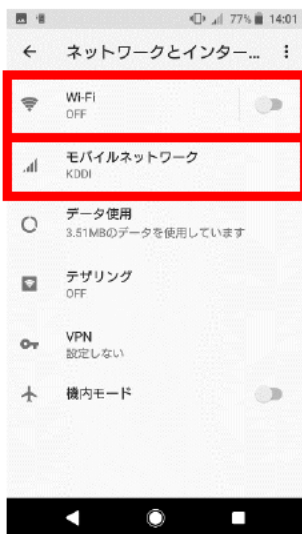 77% 14:01
ネットワークとインター...
Wi-Fi
OFF
モバイルネットワーク
KDDI
データ使用
3.51MBのデータを使用しています
テザリング
OFF
VPN
設定しない
機内モード